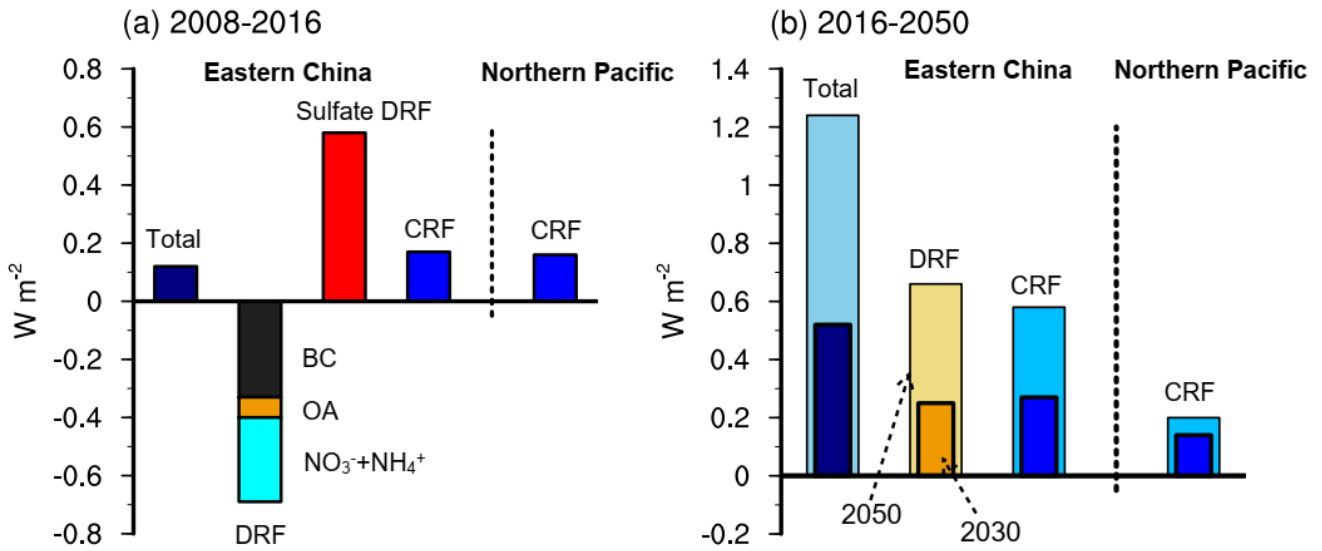 (a) 2008-2016
Eastern China
Northern Pacific
0.8
0.6
0.4
0.2
0
-0.2
-0.4
-0.6
-0.8
W m⁻²
Total
Sulfate DRF
CRF
CRF
BC
OA
NO₃⁻+NH₄⁺
DRF
(b) 2016-2050
Eastern China
Northern Pacific
1.4
1.2
1
0.8
0.6
0.4
0.2
0
-0.2
W m⁻²
Total
DRF
CRF
CRF
2050
2030